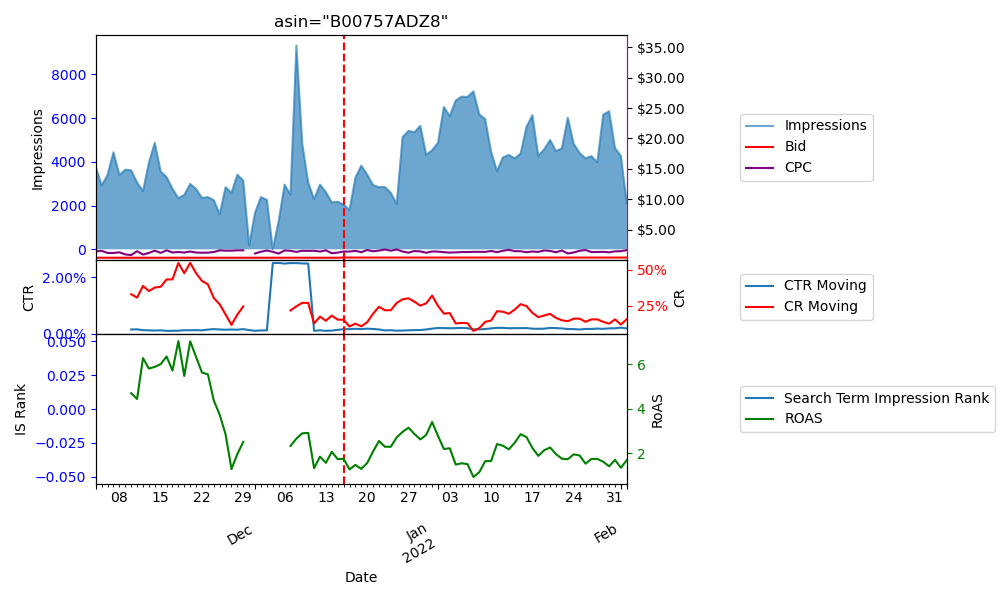 asin="B00757ADZ8"
Impressions
8000
6000
4000
2000
0
$35.00
$30.00
$25.00
$20.00
$15.00
$10.00
$5.00
Impressions
Bid
CPC
CTR
2.00%
0.00%
50%
25%
CR
CTR Moving
CR Moving
IS Rank
0.050
0.025
0.000
−0.025
−0.050
6
4
2
RoAS
Search Term Impression Rank
ROAS
08 15 22 29 06 13 20 27 03 10 17 24 31
Dec Jan Feb
2022
Date